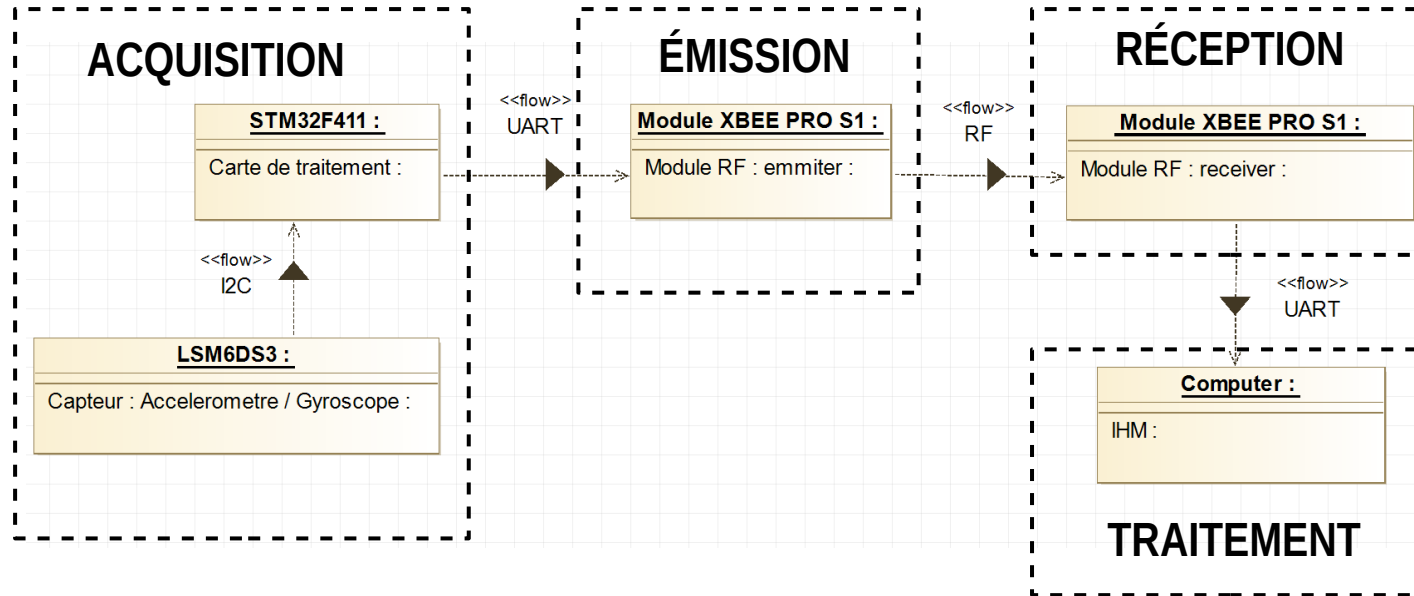 ACQUISITION
STM32F411 :
Carte de traitement :
<<flow>>
I2C
LSM6DS3 :
Capteur : Accelerometre / Gyroscope :
<<flow>>
UART
ÉMISSION
Module XBEE PRO S1 :
Module RF : emmiter :
<<flow>>
RF
RÉCEPTION
Module XBEE PRO S1 :
Module RF : receiver :
<<flow>>
UART
Computer :
IHM :
TRAITEMENT